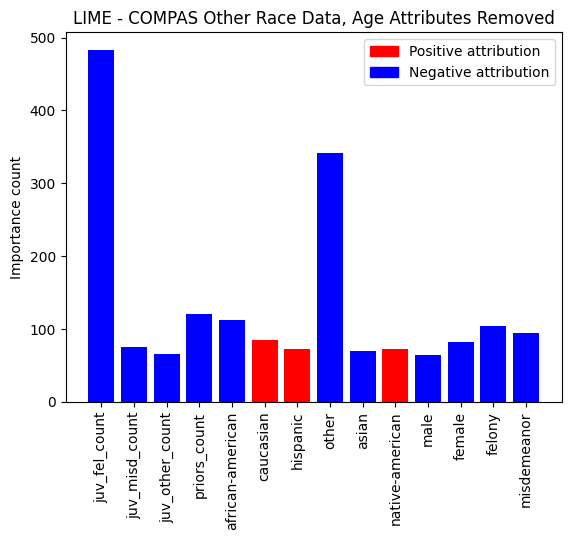 LIME - COMPAS Other Race Data, Age Attributes Removed
Positive attribution
Negative attribution
Importance count
500
400
300
200
100
0
juv_fel_count
juv_misd_count
juv_other_count
priors_count
african-american
caucasian
hispanic
other
asian
native-american
male
female
felony
misdemeanor